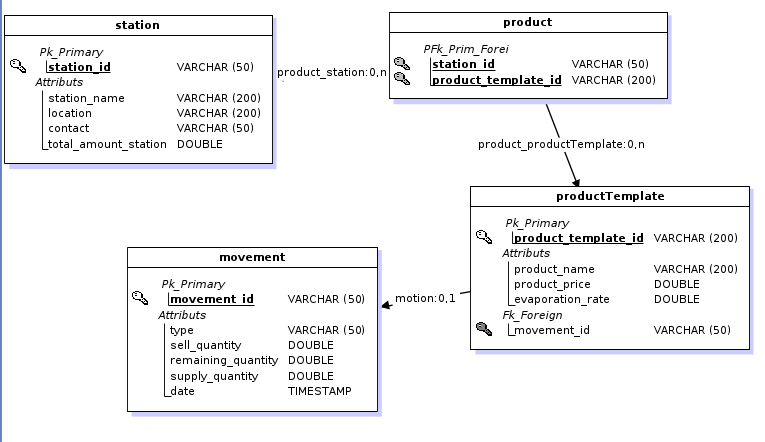 station
Pk_Primary
station_id VARCHAR (50)
Attributs
station_name VARCHAR (200)
location VARCHAR (200)
contact VARCHAR (50)
total_amount_station DOUBLE
product_station:0,n
product
PFk_Prim_Forei
station_id VARCHAR (50)
product_template_id VARCHAR (200)
product_productTemplate:0,n
productTemplate
Pk_Primary
product_template_id VARCHAR (200)
Attributs
product_name VARCHAR (200)
product_price DOUBLE
evaporation_rate DOUBLE
Fk_Foreign
movement_id VARCHAR (50)
motion:0,1
movement
Pk_Primary
movement_id VARCHAR (50)
Attributs
type VARCHAR (50)
sell_quantity DOUBLE
remaining_quantity DOUBLE
supply_quantity DOUBLE
date TIMESTAMP